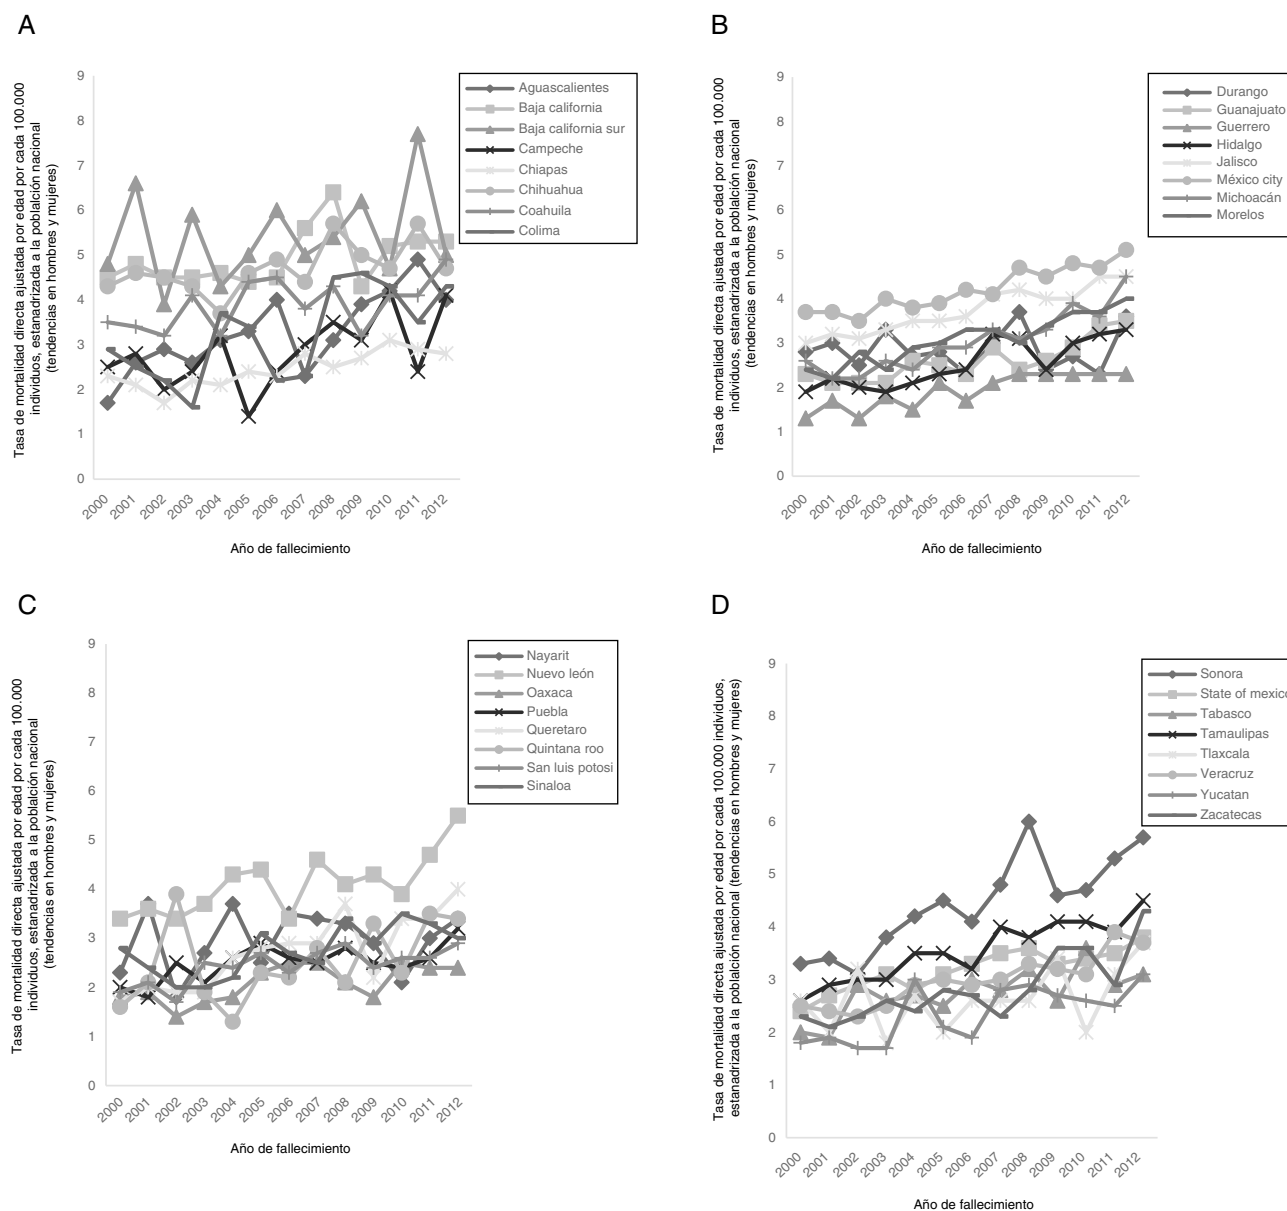 A
Tasa de mortalidad directa ajustada por edad por cada 100.000
individuos, estanadrizada a la poblalción nacional
(tendencias en hombres y mujeres)
9
8
7
6
5
4
3
2
1
0
2000
2001
2002
2003
2004
2005
2006
2007
2008
2009
2010
2011
2012
Año de fallecimiento
Aguascalientes
Baja california
Baja california sur
Campeche
Chiapas
Chihuahua
Coahuila
Colima
B
Tasa de mortalidad directa ajustada por edad por cada 100.000
individuos, estanadrizada a la poblalción nacional
(tendencias en hombres y mujeres)
9
8
7
6
5
4
3
2
1
0
2000
2001
2002
2003
2004
2005
2006
2007
2008
2009
2010
2011
2012
Año de fallecimiento
Durango
Guanajuato
Guerrero
Hidalgo
Jalisco
México city
Michoacán
Morelos
C
Tasa de mortalidad directa ajustada por edad por cada 100.000
individuos, estanadrizada a la población nacional
(tendencias en hombres y mujeres)
9
8
7
6
5
4
3
2
1
0
2000
2001
2002
2003
2004
2005
2006
2007
2008
2009
2010
2011
2012
Año de fallecimiento
Nayarit
Nuevo león
Oaxaca
Puebla
Queretaro
Quintana roo
San luis potosi
Sinaloa
D
Tasa de mortalidad directa ajustada por edad por cada 100.000 individuos,
estanadrizada a la población nacional (tendencias en hombres y mujeres)
9
8
7
6
5
4
3
2
1
0
2000
2001
2002
2003
2004
2005
2006
2007
2008
2009
2010
2011
2012
Año de fallecimiento
Sonora
State of mexico
Tabasco
Tamaulipas
Tlaxcala
Veracruz
Yucatan
Zacatecas